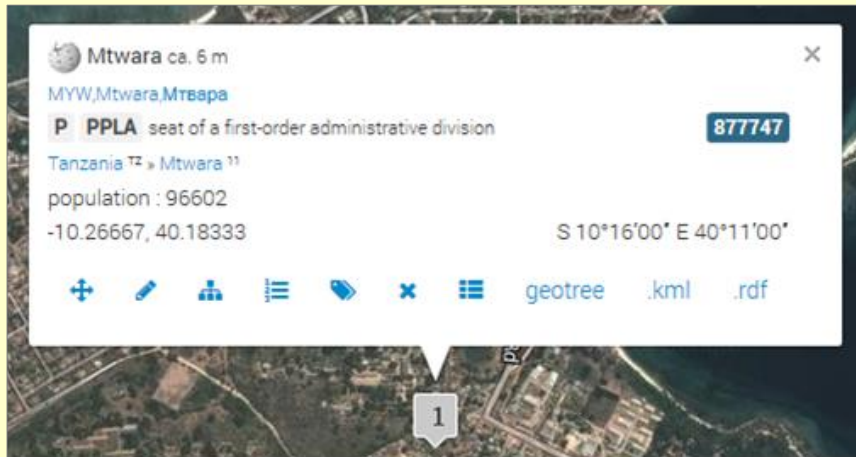 Mtwara ca. 6 m
×
MYW,Mtwara,Мтвара
P PPLA seat of a first-order administrative division 877747
Tanzania TZ » Mtwara 11
population : 96602
-10.26667, 40.18333 S 10°16'00" E 40°11'00"
geotree .kml .rdf
1